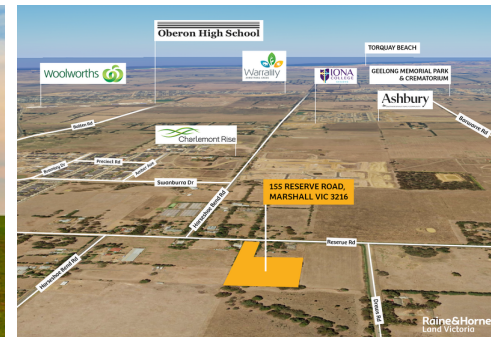 Oberon High School
TORQUAY BEACH
Woolworths
Warralily
IONA
COLLEGE
GEELONG MEMORIAL PARK
& CREMATORIUM
Ashbury
Barwarre Rd
Charlemont Rise
Precinct Rd
Swanburra Dr
Horseshoe Bend Rd
155 RESERVE ROAD,
MARSHALL VIC 3216
Reserve Rd
Horseshoe Bend Rd
Drews Rd
Raine&Horne
Land Victoria